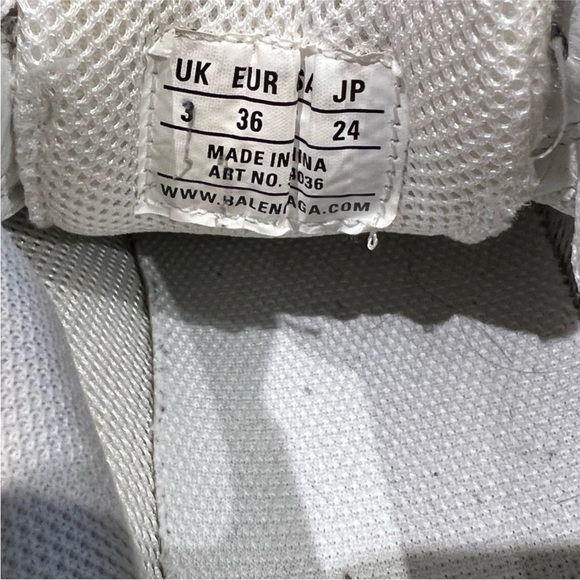 UK EUR JP
3 36 24
MADE IN
ART NO.
WWW.BALEN AGA.COM